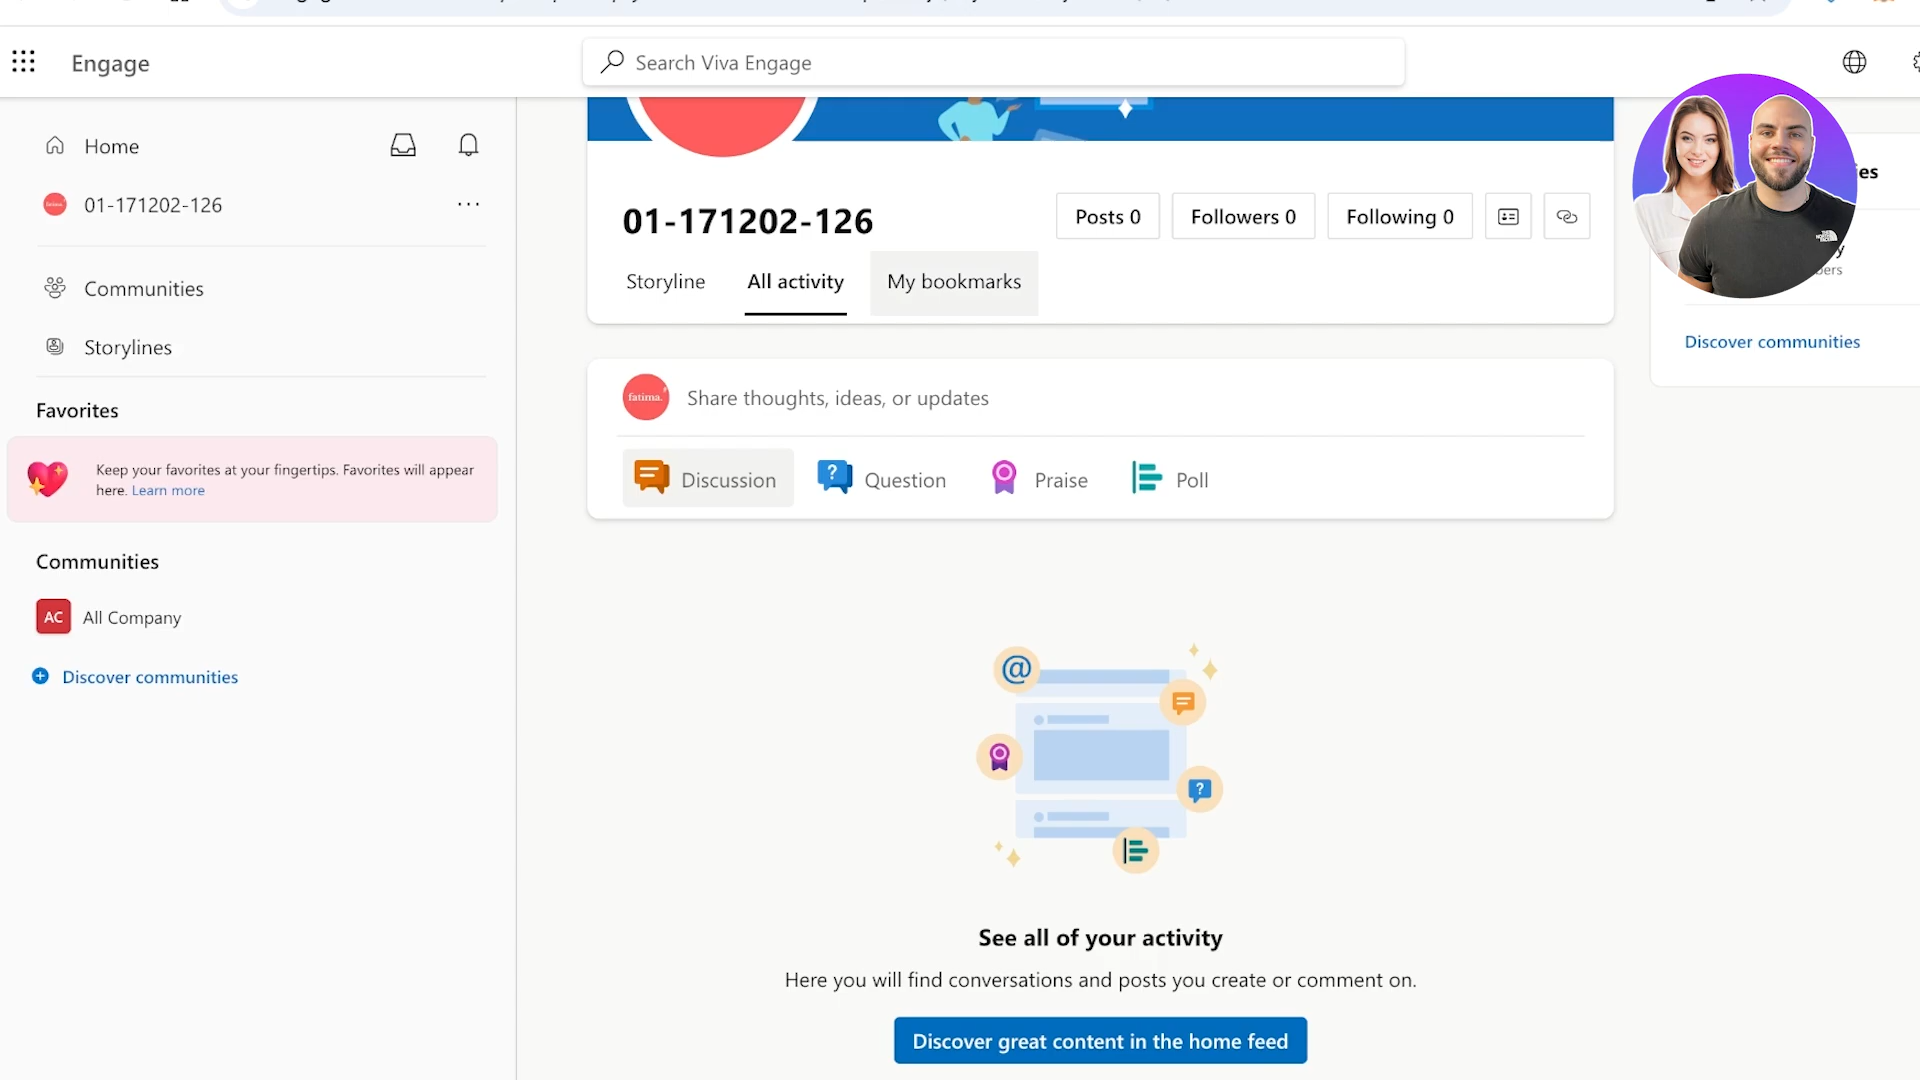 Engage
Search Viva Engage
Home
01-171202-126
Communities
Storylines
Favorites
Keep your favorites at your fingertips. Favorites will appear
here. Learn more
Communities
AC All Company
Discover communities
01-171202-126
Posts 0
Followers 0
Following 0
Storyline
All activity
My bookmarks
fatima.
Share thoughts, ideas, or updates
Discussion
Question
Praise
Poll
See all of your activity
Here you will find conversations and posts you create or comment on.
Discover great content in the home feed
Discover communities